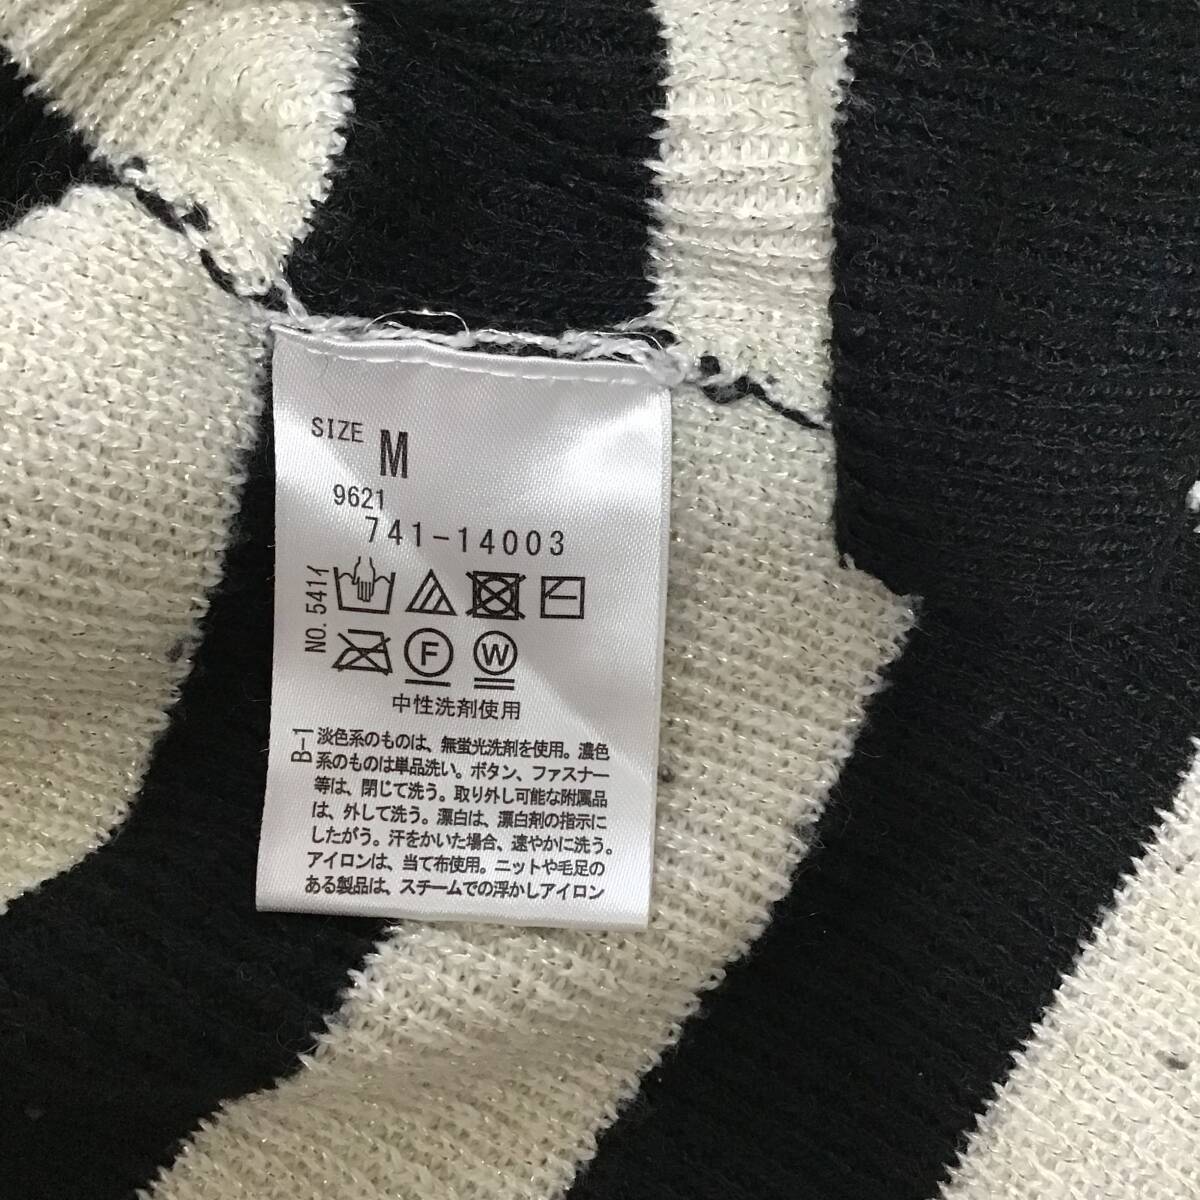 SIZE M
9621
741-14003
NO. 541イ
F W
中性洗剤使用
B-1
淡色系のものは、無蛍光洗剤を使用。濃色
系のものは単品洗い。ボタン、ファスナー
等は、閉じて洗う。取り外し可能な附属品
は、外して洗う。漂白は、漂白剤の指示に
したがう。汗をかいた場合、速やかに洗う。
アイロンは、当て布使用。ニットや毛足の
ある製品は、スチームでの浮かしアイロン